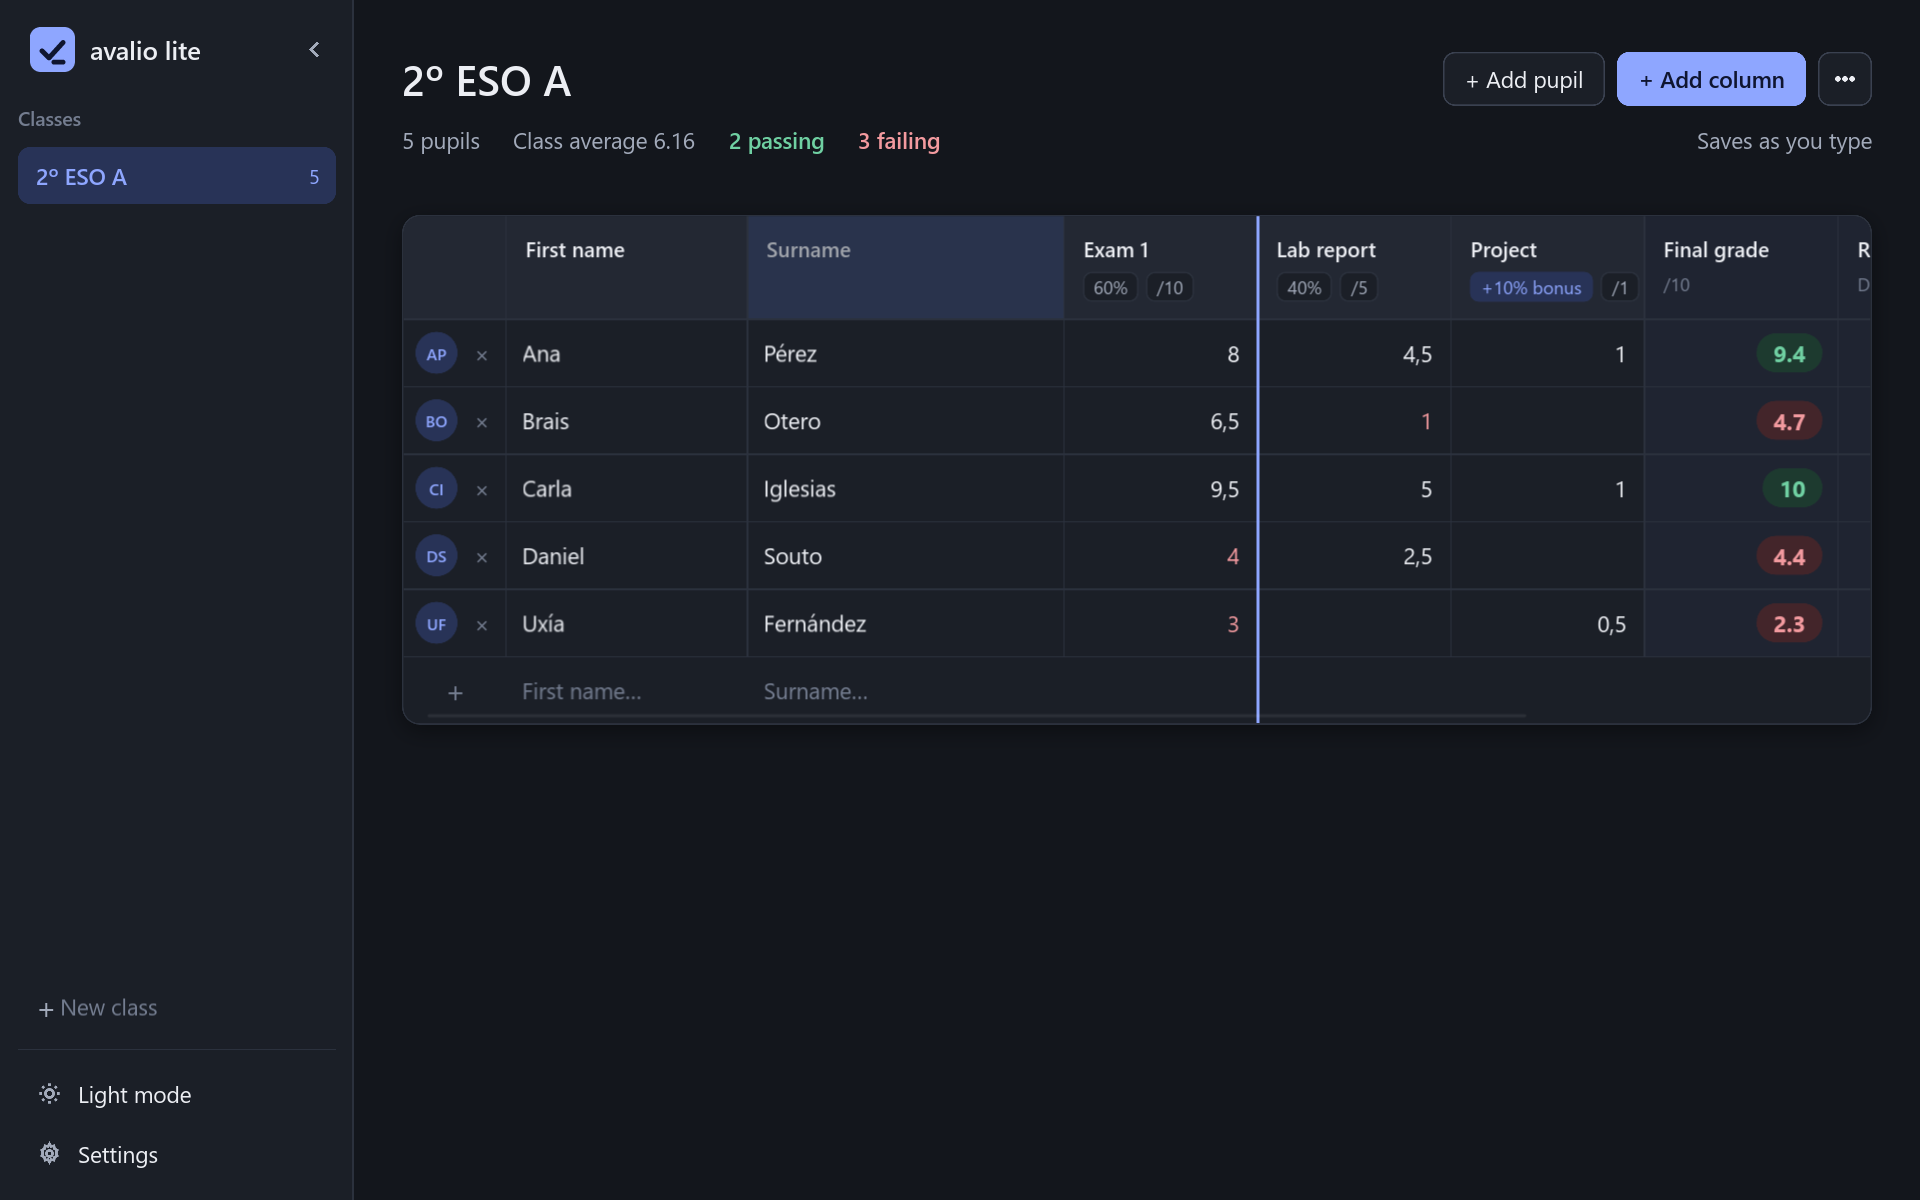 avalio lite
Classes
2º ESO A 5
+ New class
Light mode
Settings
2º ESO A
+ Add pupil
+ Add column
5 pupils Class average 6.16 2 passing 3 failing
Saves as you type
First name Surname Exam 1 Lab report Project Final grade R
60% /10 40% /5 +10% bonus /1 /10 D
AP × Ana Pérez 8 4,5 1 9.4
BO × Brais Otero 6,5 1 4.7
CI × Carla Iglesias 9,5 5 1 10
DS × Daniel Souto 4 2,5 4.4
UF × Uxía Fernández 3 0,5 2.3
+ First name... Surname...